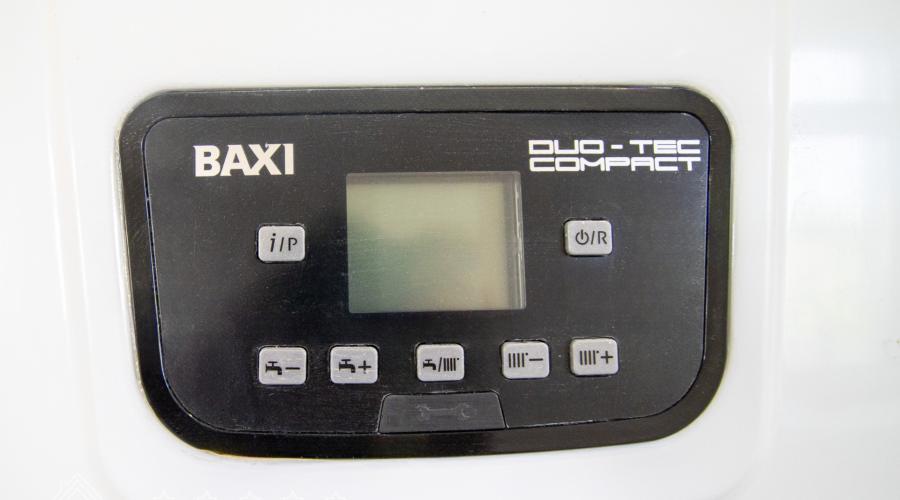 BAXI
DUO-TEC
COMPACT
i/P
/R
−
+
/
−
+